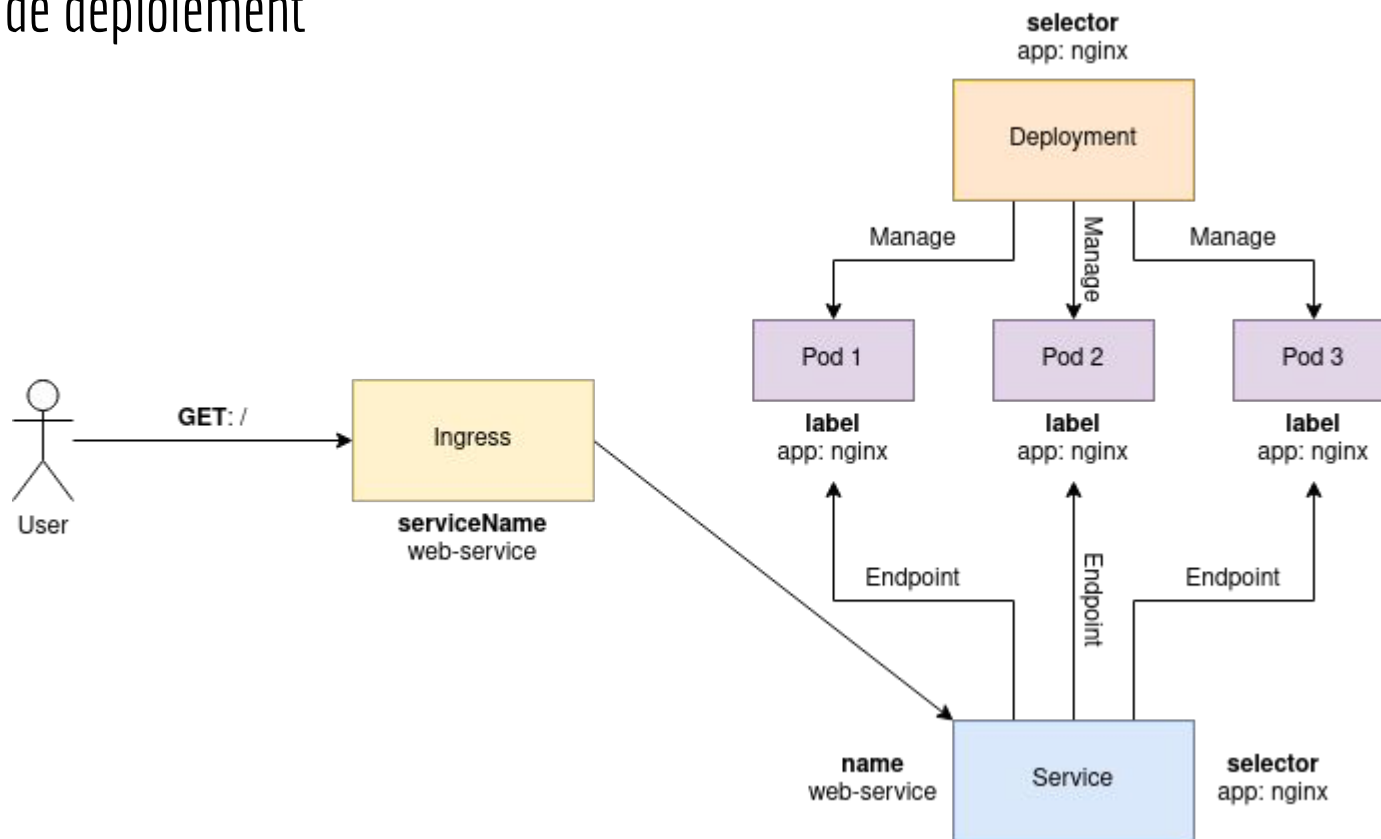 de déploiement
selector
app: nginx
Deployment
Manage
Manage
Manage
Pod 1
Pod 2
Pod 3
label
app: nginx
label
app: nginx
label
app: nginx
GET: /
Ingress
User
serviceName
web-service
Endpoint
Endpoint
Endpoint
name
web-service
Service
selector
app: nginx